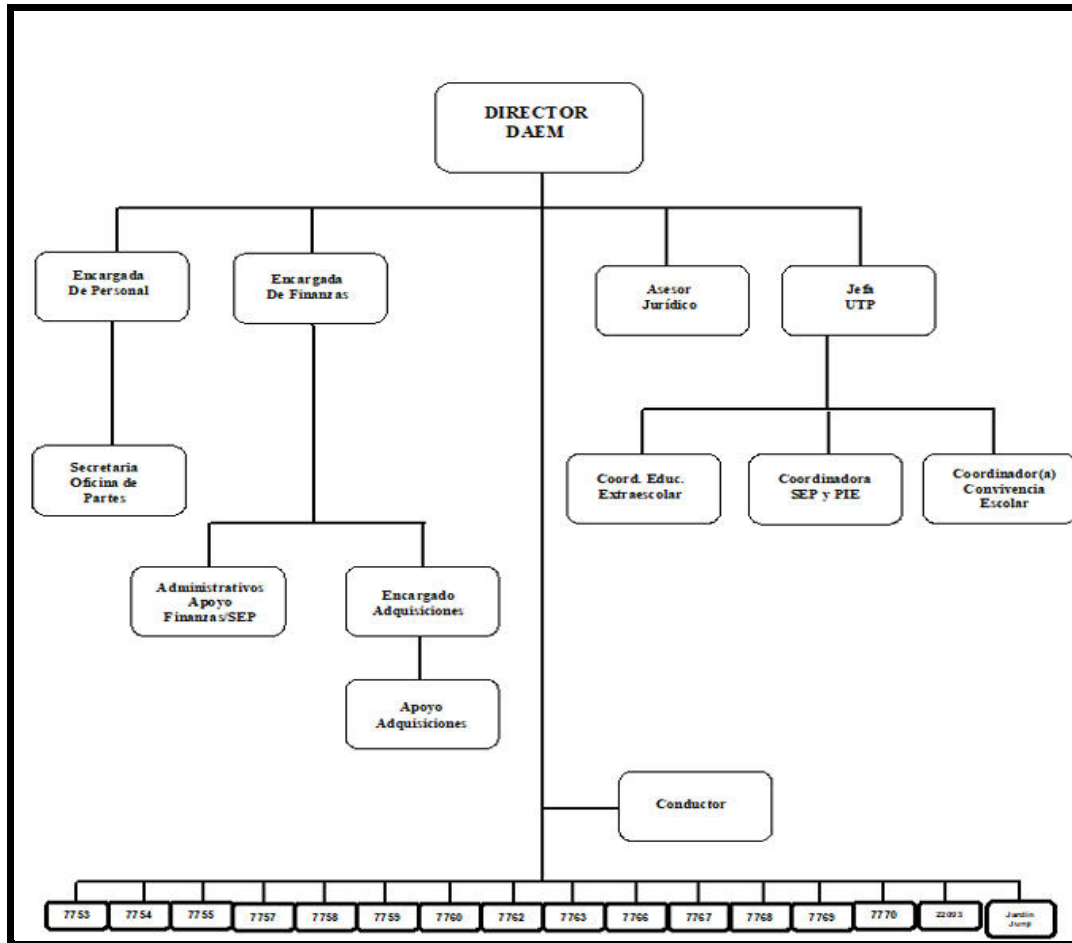 DIRECTOR
DAEM
Encargada
De Personal
Encargada
De Finanzas
Asesor
Jurídico
Jefa
UTP
Secretaria
Oficina de
Partes
Coord. Educ.
Extraescolar
Coordinadora
SEP y PIE
Coordinador(a)
Convivencia
Escolar
Administrativos
Apoyo
Finanzas/SEP
Encargado
Adquisiciones
Apoyo
Adquisiciones
Conductor
7753 7754 7755 7757 7758 7759 7760 7762 7763 7766 7767 7768 7769 7770 22093 Jardín
Junji